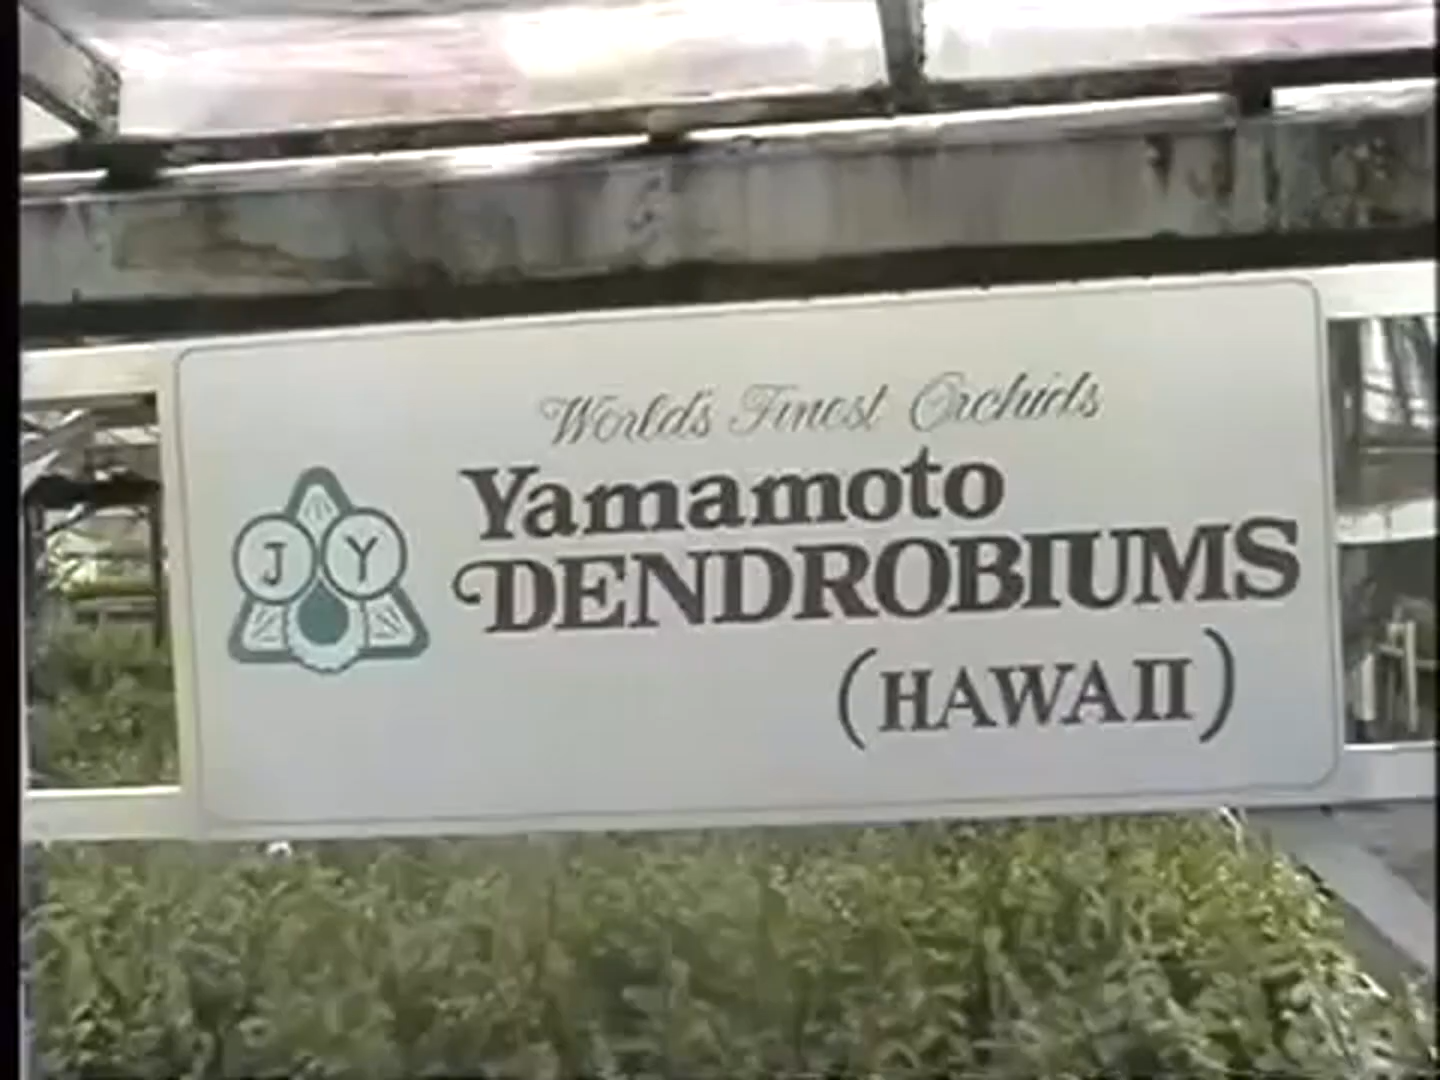 World's Finest Orchids
J Y
Yamamoto
DENDROBIUMS
(HAWAII)